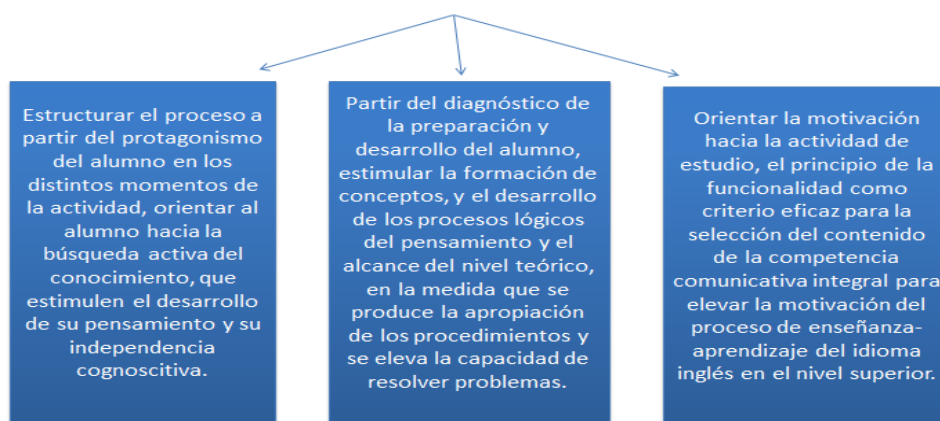 Estructurar el proceso a
partir del protagonismo
del alumno en los
distintos momentos de
la actividad, orientar al
alumno hacia la
búsqueda activa del
conocimiento, que
estimulen el desarrollo
de su pensamiento y su
independencia
cognoscitiva.
Partir del diagnóstico de
la preparación y
desarrollo del alumno,
estimular la formación de
conceptos, y el desarrollo
de los procesos lógicos
del pensamiento y el
alcance del nivel teórico,
en la medida que se
produce la apropiación
de los procedimientos y
se eleva la capacidad de
resolver problemas.
Orientar la motivación
hacia la actividad de
estudio, el principio de la
funcionalidad como
criterio eficaz para la
selección del contenido
de la competencia
comunicativa integral para
elevar la motivación del
proceso de enseñanza-
aprendizaje del idioma
inglés en el nivel superior.